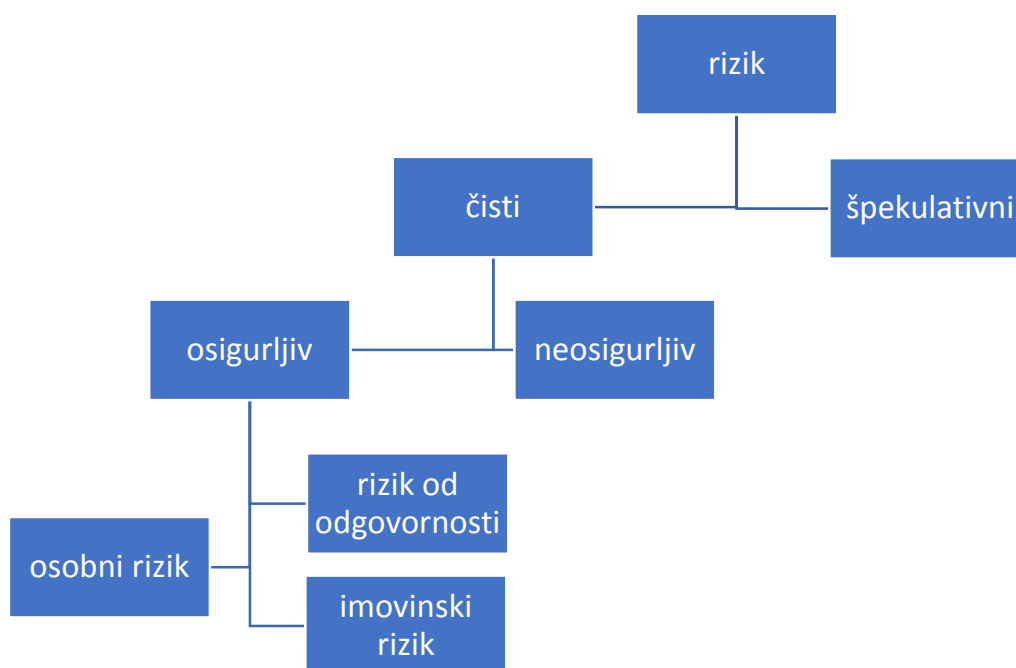 rizik
čisti
špekulativni
osigurljiv
neosigurljiv
rizik od
odgovornosti
osobni rizik
imovinski
rizik